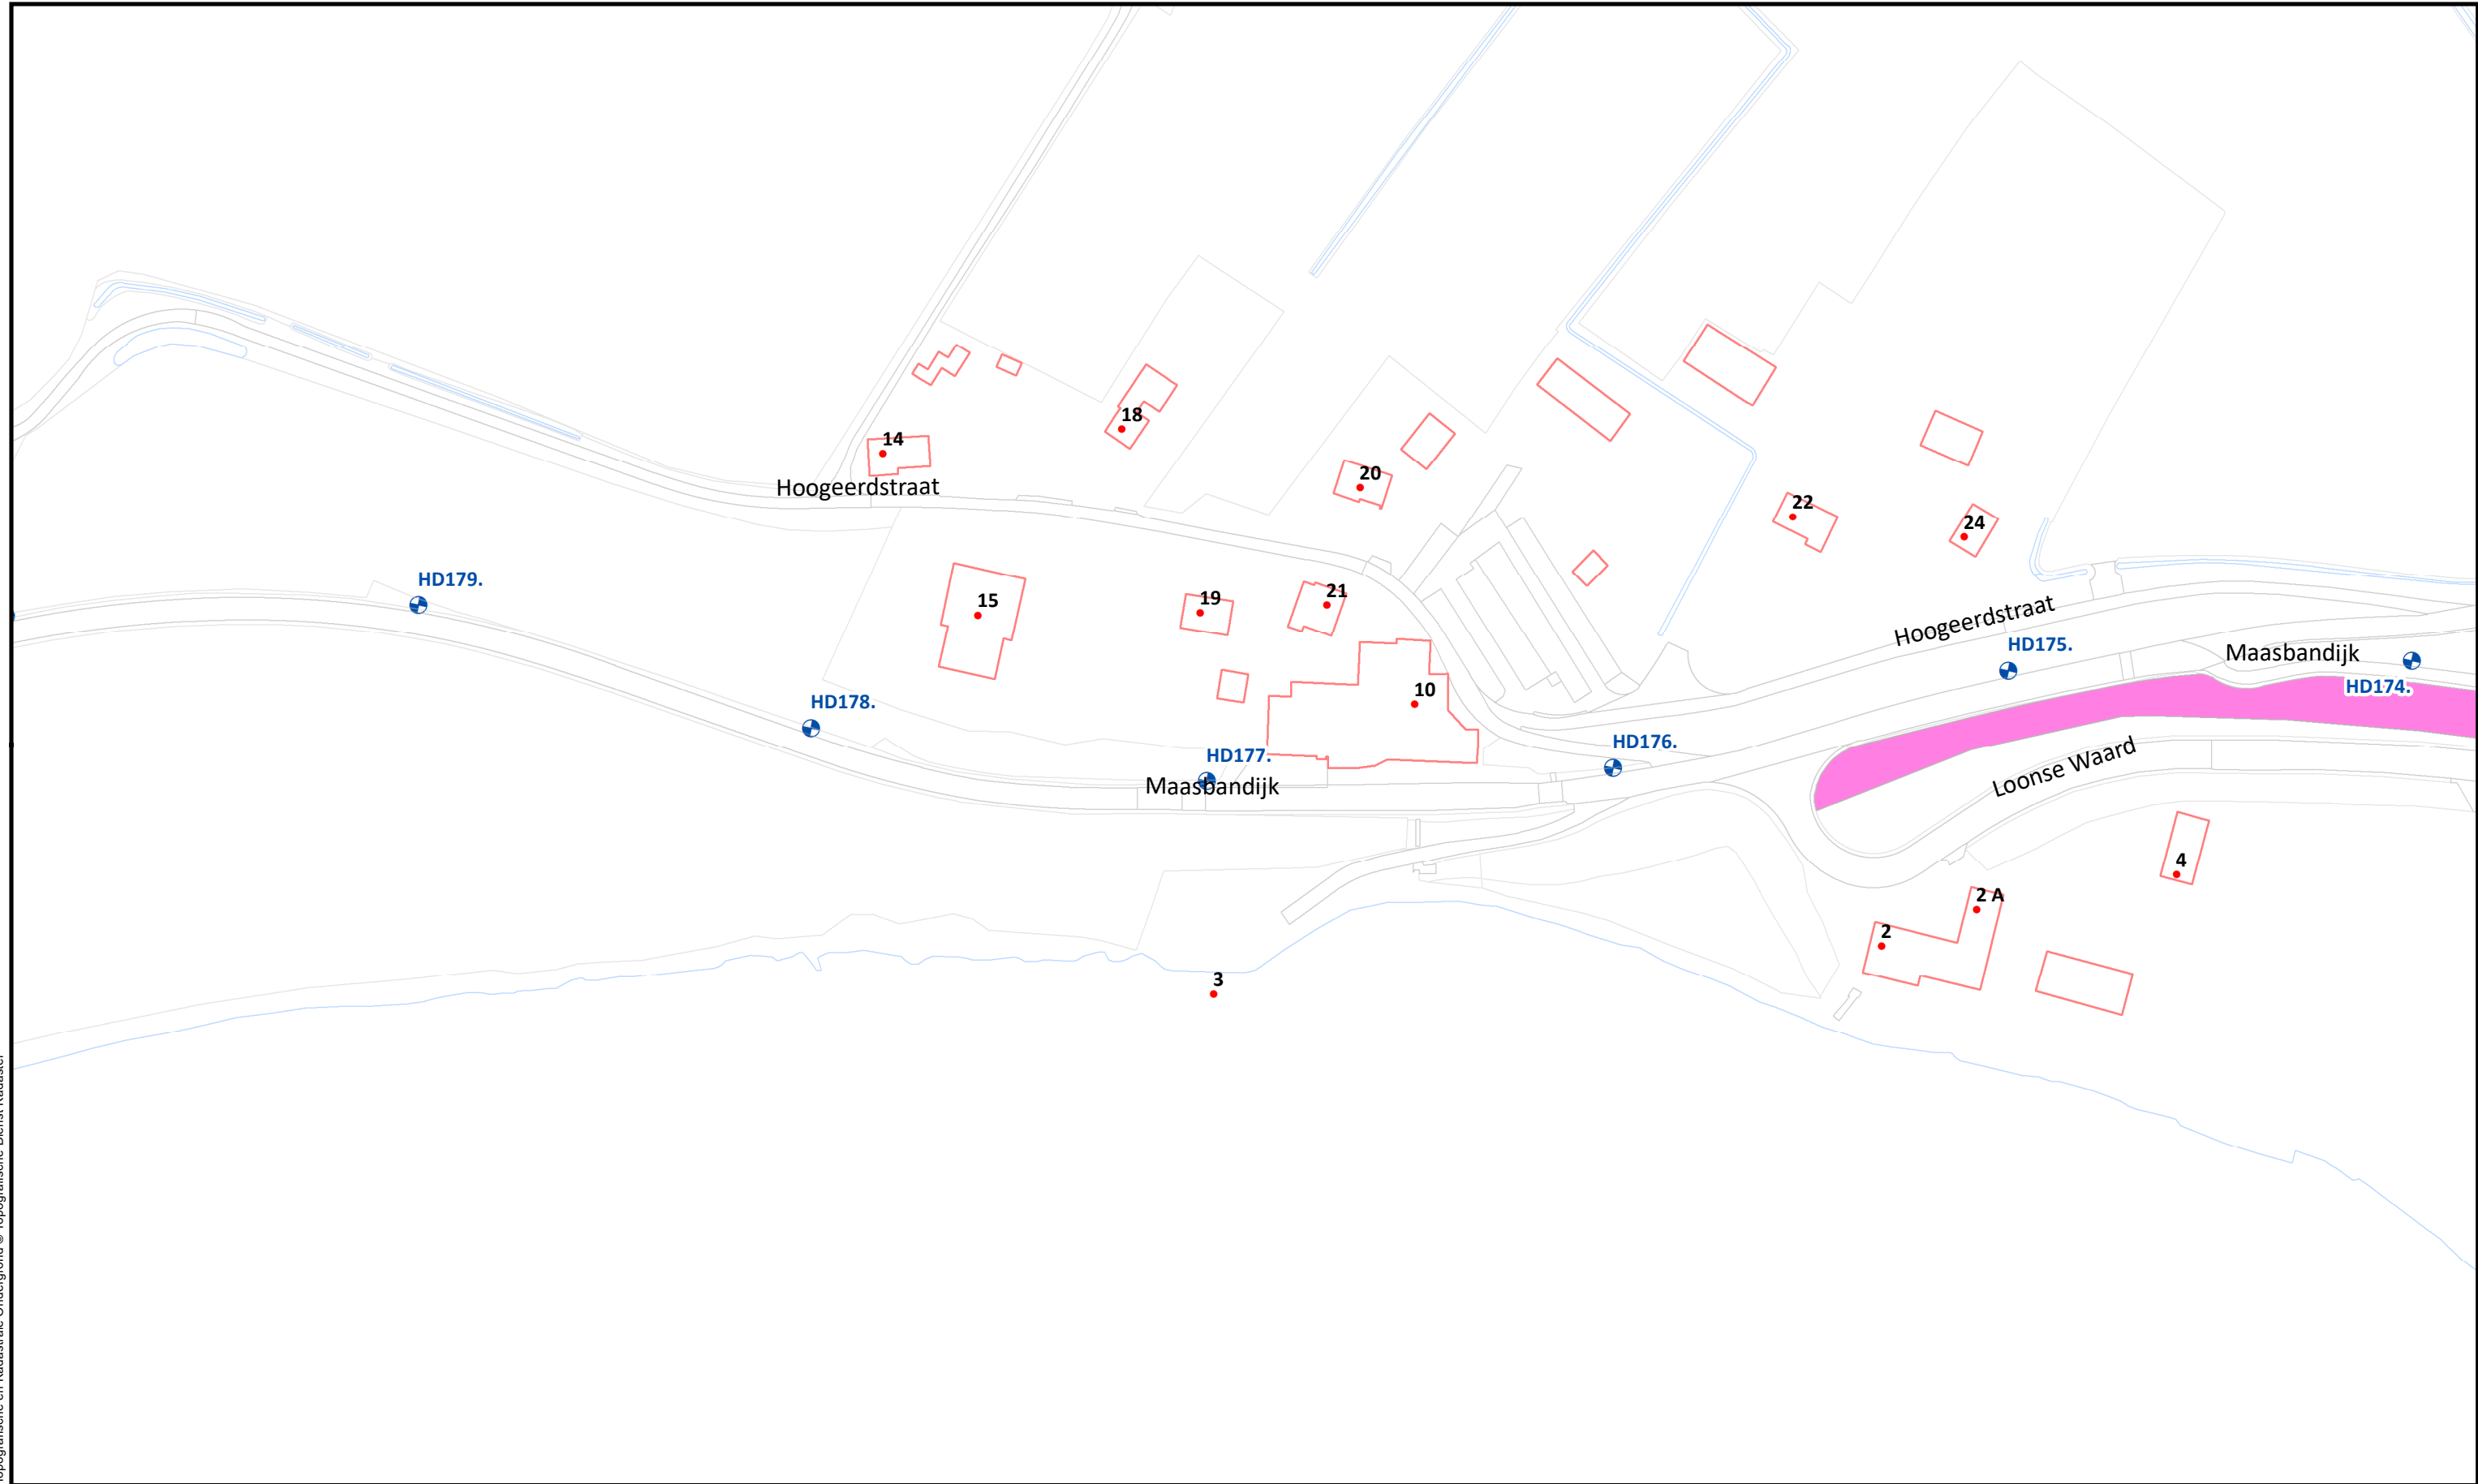 18
14
Hoogeerdstraat
20
22
24
HD179.
15
19
21
Hoogeerdstraat
HD175.
Maasbandijk
HD174.
10
HD178.
HD176.
HD177.
Maasbandijk
Loonse Waard
4
2 A
2
3